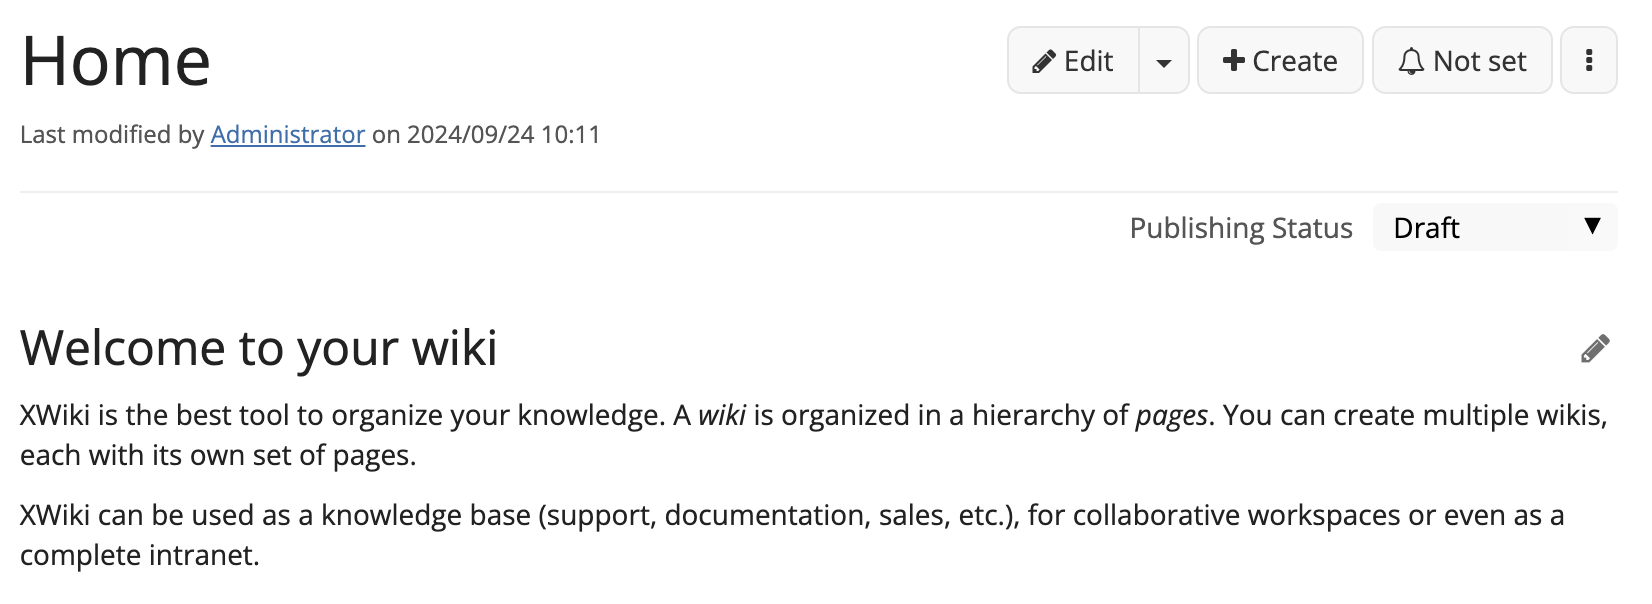 Home
Edit
Create
Not set
Last modified by Administrator on 2024/09/24 10:11
Publishing Status
Draft
Welcome to your wiki
XWiki is the best tool to organize your knowledge. A wiki is organized in a hierarchy of pages. You can create multiple wikis,
each with its own set of pages.
XWiki can be used as a knowledge base (support, documentation, sales, etc.), for collaborative workspaces or even as a
complete intranet.